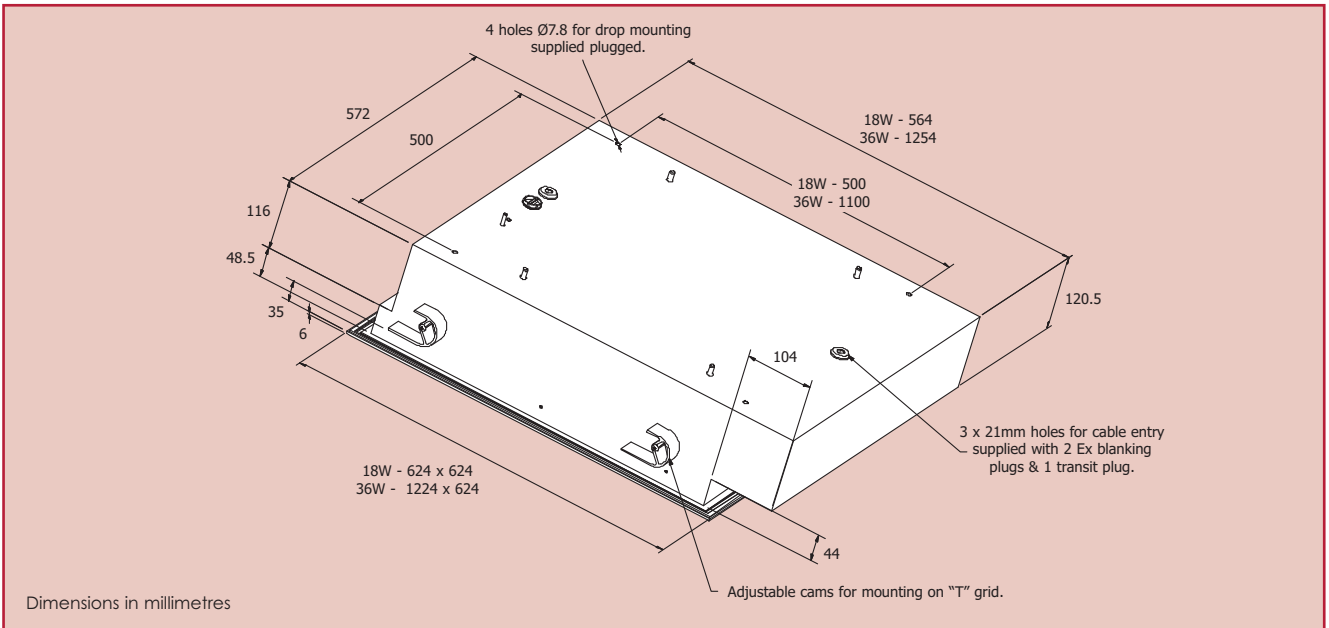 4 holes Ø7.8 for drop mounting
supplied plugged.
572
500
18W - 564
36W - 1254
18W - 500
36W - 1100
116
48.5
35
6
120.5
104
3 x 21mm holes for cable entry
supplied with 2 Ex blanking
plugs & 1 transit plug.
18W - 624 x 624
36W - 1224 x 624
44
Adjustable cams for mounting on “T” grid.
Dimensions in millimetres